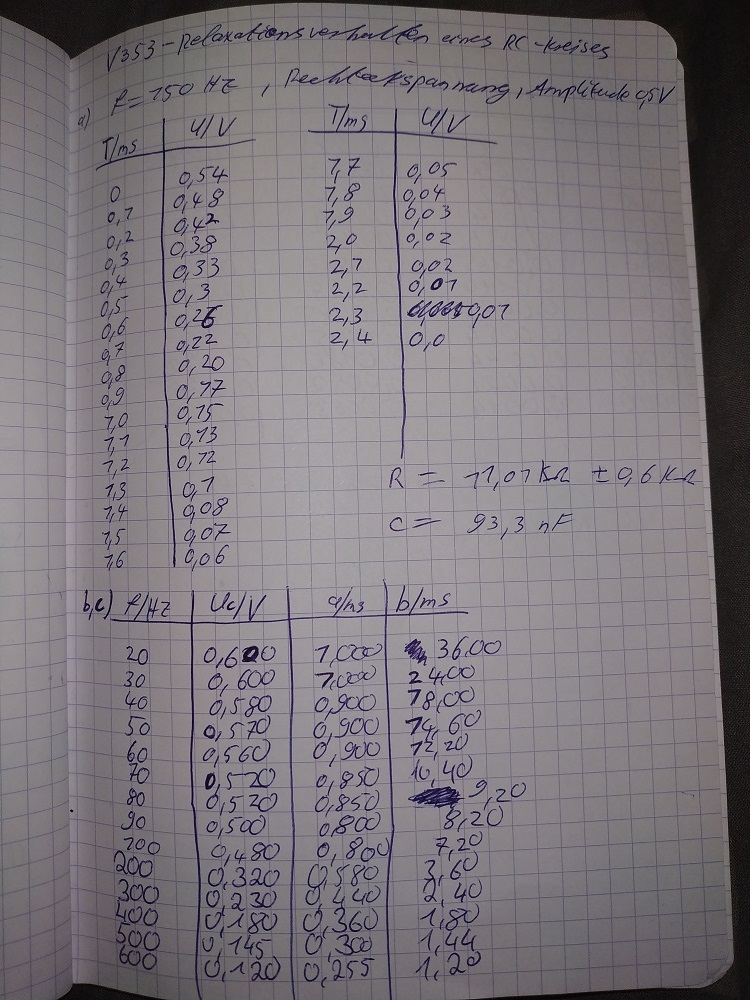 V353 - Relaxationsverhalten eines RC-Kreises
f = 150 Hz, Rechteckspannung, Amplitude 0,5V
a) T/ms U/V T/ms U/V
0 0,54 1,7 0,05
0,1 0,48 1,8 0,04
0,2 0,42 1,9 0,03
0,3 0,38 2,0 0,02
0,4 0,33 2,1 0,02
0,5 0,3 2,2 0,01
0,6 0,26 2,3 0,01
0,7 0,22 2,4 0,0
0,8 0,20
0,9 0,17
1,0 0,15
1,1 0,13
1,2 0,12
1,3 0,1
1,4 0,08
1,5 0,07
1,6 0,06
R = 11,01 KΩ ± 0,6 KΩ
C = 93,3 nF
b,c) f/Hz Uc/V a/ms b/ms
20 0,600 1,000 36,00
30 0,600 1,000 24,00
40 0,580 0,900 18,00
50 0,570 0,900 14,60
60 0,560 0,900 12,20
70 0,520 0,850 10,40
80 0,520 0,850 9,20
90 0,500 0,800 8,20
100 0,480 0,800 7,20
200 0,320 0,580 3,60
300 0,230 0,440 2,40
400 0,180 0,360 1,80
500 0,145 0,300 1,44
600 0,120 0,255 1,20